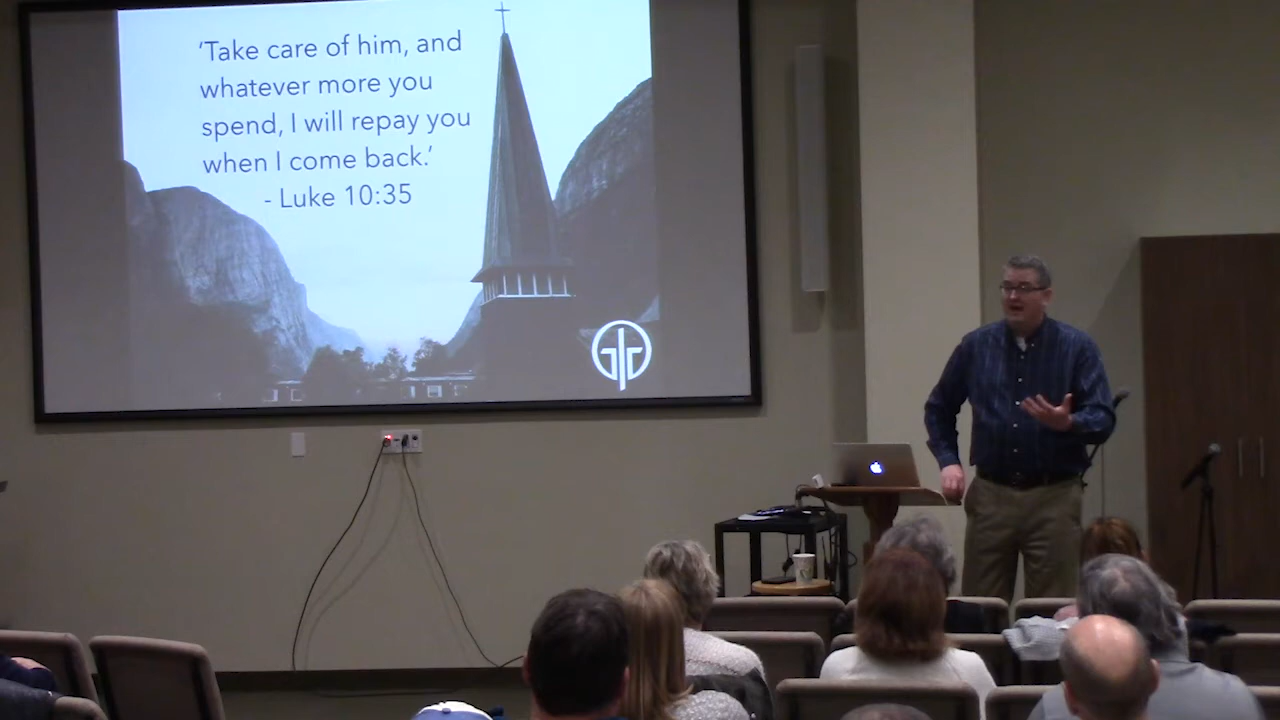 ‘Take care of him, and
whatever more you
spend, I will repay you
when I come back.’
- Luke 10:35